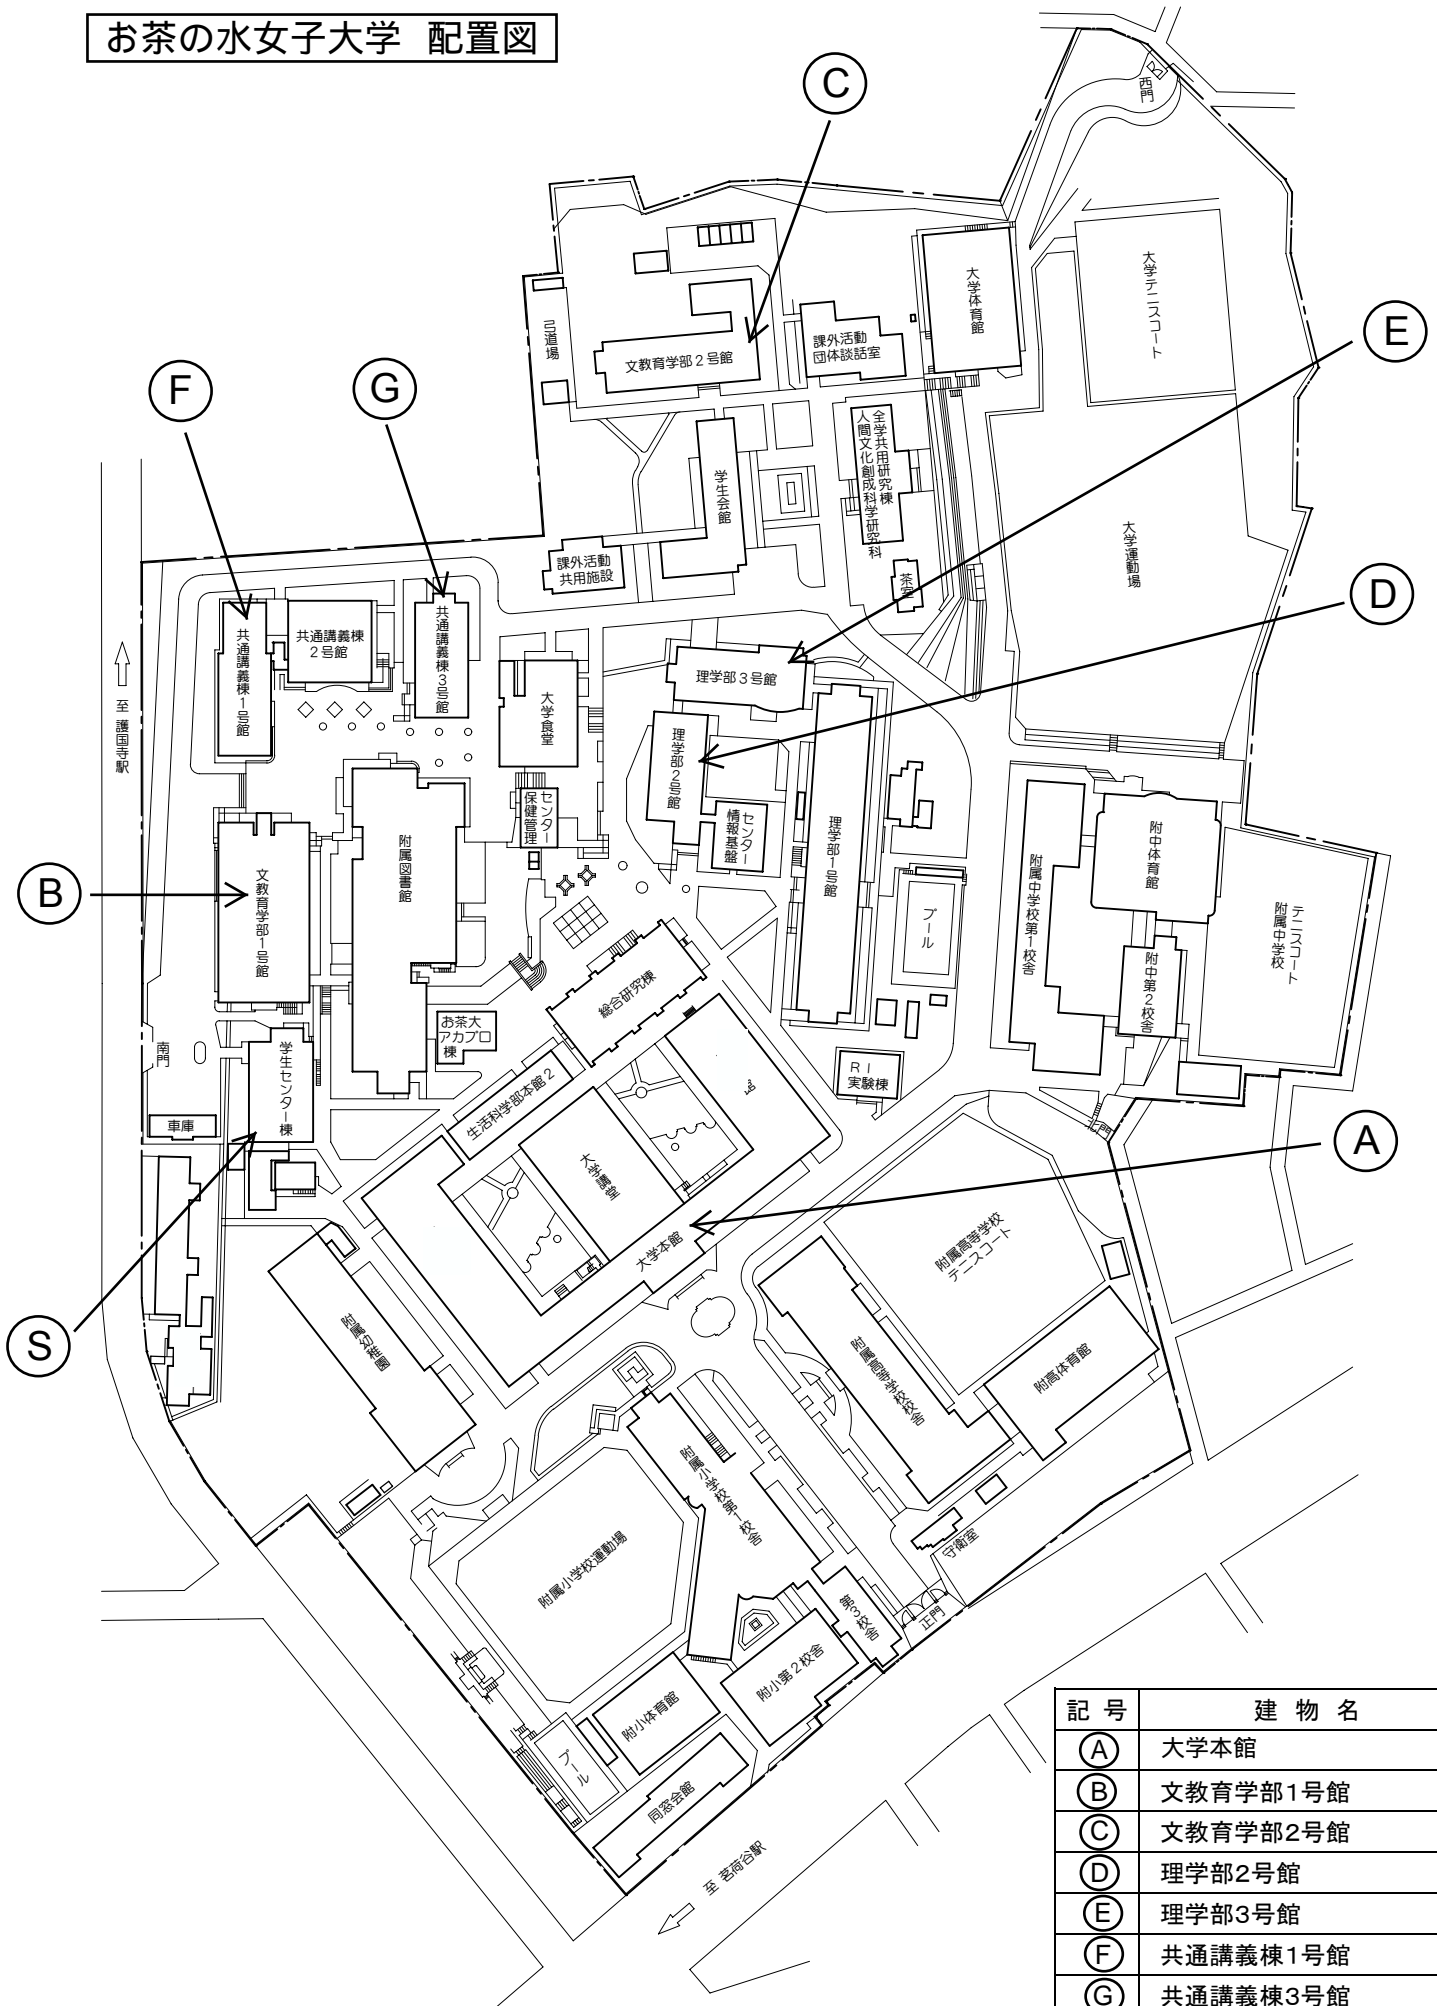 お茶の水女子大学 配置図
C
西門
大学テニスコート
大学体育館
弓道場
課外活動
団体談話室
文教育学部2号館
E
F
G
全学共用研究棟
人間文化創成科学研究科
学生会館
大学運動場
課外活動
共用施設
茶室
D
共通講義棟1号館
共通講義棟
2号館
共通講義棟3号館
至 護国寺駅
大学食堂
理学部3号館
理学部2号館
保健管理
センター
情報基盤
センター
理学部1号館
附属図書館
B
文教育学部1号館
プール
附属中学校第1校舎
附中体育館
附中第2校舎
附属中学校
テニスコート
総合研究棟
お茶大
アカプロ
棟
南門
学生センター棟
車庫
生活科学部本館2
RI
実験棟
大学講堂
大学本館
A
S
附属高等学校
テニスコート
附属幼稚園
附属高等学校校舎
附高体育館
附属小学校第1校舎
附属小学校運動場
守衛室
正門
第3校舎
附小第2校舎
附小体育館
プール
同窓会館
至 茗荷谷駅
記号 建物名
A 大学本館
B 文教育学部1号館
C 文教育学部2号館
D 理学部2号館
E 理学部3号館
F 共通講義棟1号館
G 共通講義棟3号館